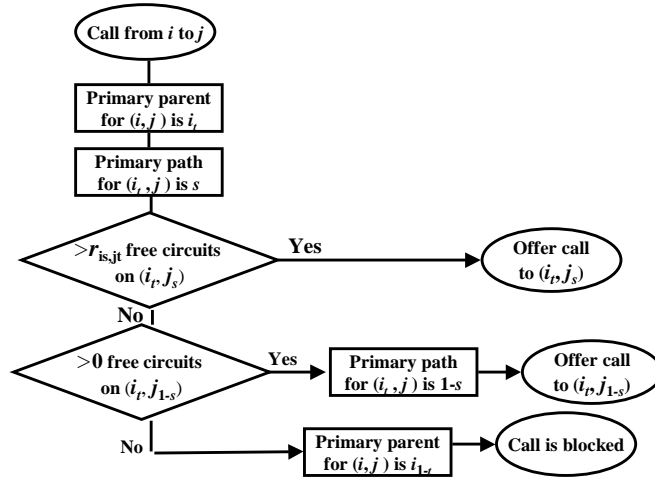 Call from i to j
Primary parent
for (i, j ) is i_t
Primary path
for (i_t , j) is s
>r_is,jt free circuits
on (i_t, j_s)
Yes
Offer call
to (i_t, j_s)
No
>0 free circuits
on (i_t, j_1-s)
Yes
Primary path
for (i_t , j) is 1-s
Offer call
to (i_t, j_1-s)
No
Primary parent
for (i, j ) is i_1-t
Call is blocked